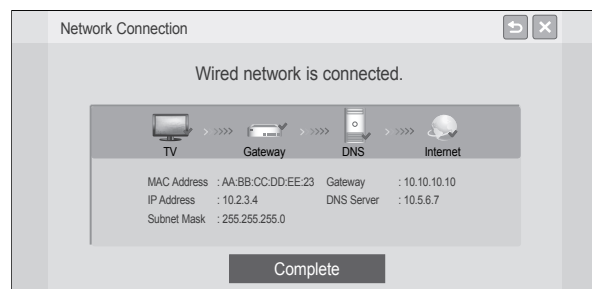 Network Connection
Wired network is connected.
TV
Gateway
DNS
Internet
MAC Address : AA:BB:CC:DD:EE:23 Gateway : 10.10.10.10
IP Address : 10.2.3.4 DNS Server : 10.5.6.7
Subnet Mask : 255.255.255.0
Complete